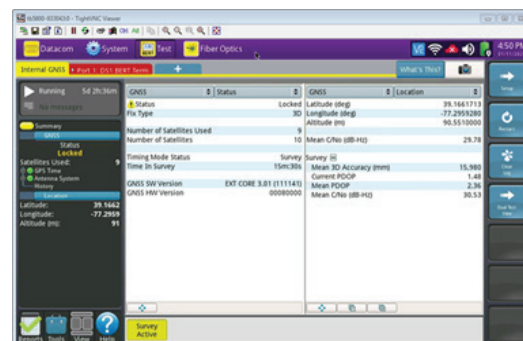 TightVNC Viewer
Datacom
System
Test
Fiber Optics
4:50 PM
Internal GNSS
Port 1: DS1 BERT Term
What's This?
Running 5d 2h:36m
No messages
Summary
GNSS
Status
Locked
Satellites Used: 9
GPS Time
Antenna System
History
Location
Latitude: 39.1662
Longitude: -77.2959
Altitude (m): 91
GNSS Status
Status Locked
Fix Type 3D
Number of Satellites Used 9
Number of Satellites 10
Timing Mode Status Survey
Time In Survey 15m:30s
GNSS SW Version EXT CORE 3.01 (111141)
GNSS HW Version 00080000
GNSS Location
Latitude (deg) 39.1661713
Longitude (deg) -77.2959280
Altitude (m) 90.5510000
Mean C/No (dB-Hz) 29.78
Survey
Mean 3D Accuracy (mm) 15,980
Current PDOP 1.48
Mean PDOP 2.36
Mean C/No (dB-Hz) 30.53
Setup
Restart
Reports
Tools
View
Help
Survey
Active